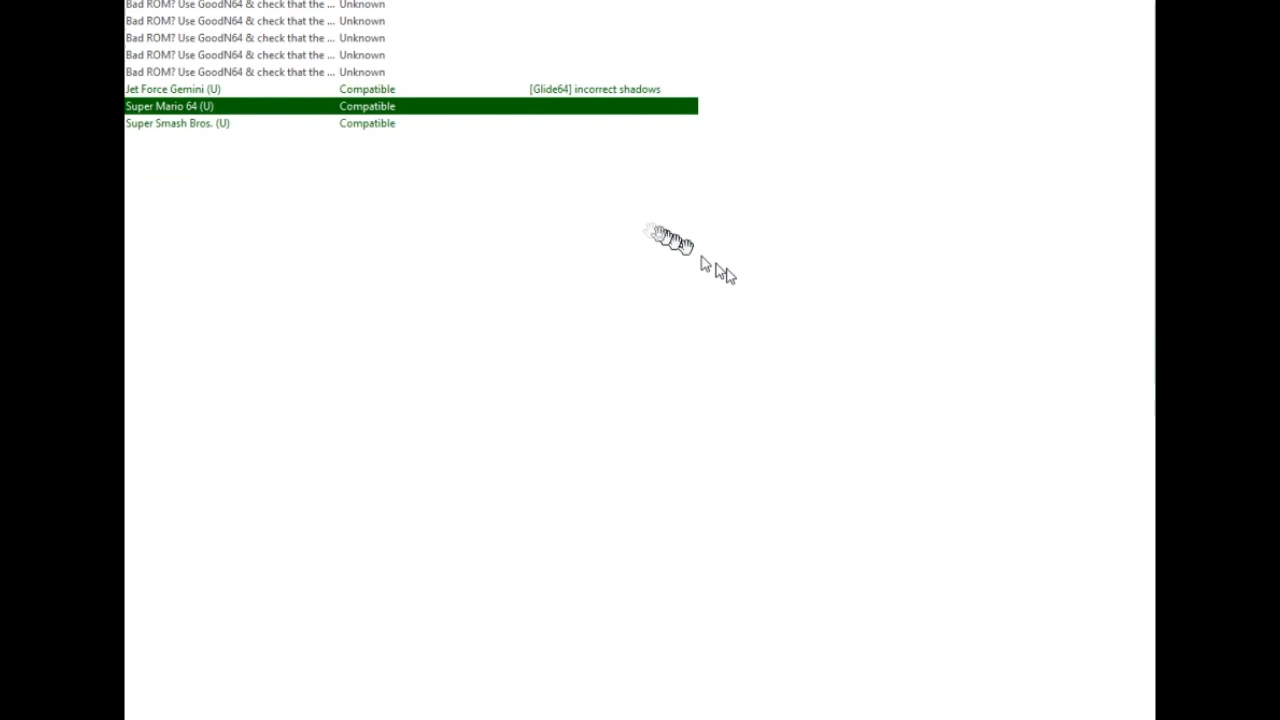 Bad ROM? Use GoodN64 & check that the ... Unknown
Bad ROM? Use GoodN64 & check that the ... Unknown
Bad ROM? Use GoodN64 & check that the ... Unknown
Bad ROM? Use GoodN64 & check that the ... Unknown
Bad ROM? Use GoodN64 & check that the ... Unknown
Jet Force Gemini (U) Compatible [Glide64] incorrect shadows
Super Mario 64 (U) Compatible
Super Smash Bros. (U) Compatible